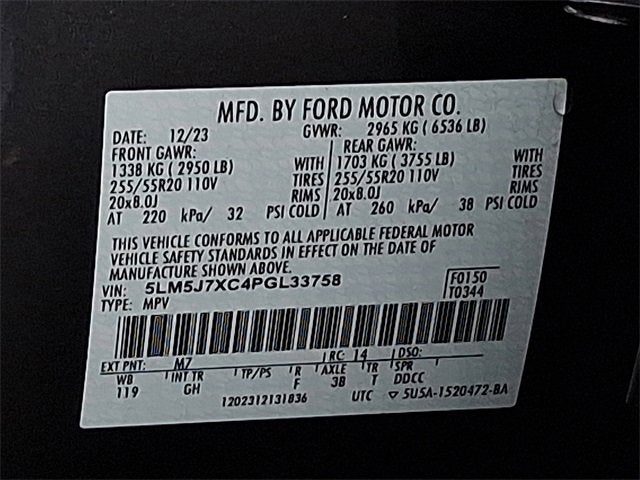 MFD. BY FORD MOTOR CO.
DATE: 12/23 GVWR: 2965 KG ( 6536 LB)
FRONT GAWR: REAR GAWR:
1338 KG ( 2950 LB) WITH 1703 KG ( 3755 LB) WITH
255/55R20 110V TIRES 255/55R20 110V TIRES
20x8.0J RIMS 20x8.0J RIMS
AT 220 kPa/ 32 PSI COLD AT 260 kPa/ 38 PSI COLD
THIS VEHICLE CONFORMS TO ALL APPLICABLE FEDERAL MOTOR
VEHICLE SAFETY STANDARDS IN EFFECT ON THE DATE OF
MANUFACTURE SHOWN ABOVE.
VIN: 5LM5J7XC4PGL33758 F0150
TYPE: MPV T0344
EXT PNT: M7 RC: 14 DSO:
WB INT TR TP/PS R AXLE TR SPR
119 GH F 3B T DDCC
1202312131836 UTC ▽ 5U5A-1520472-BA